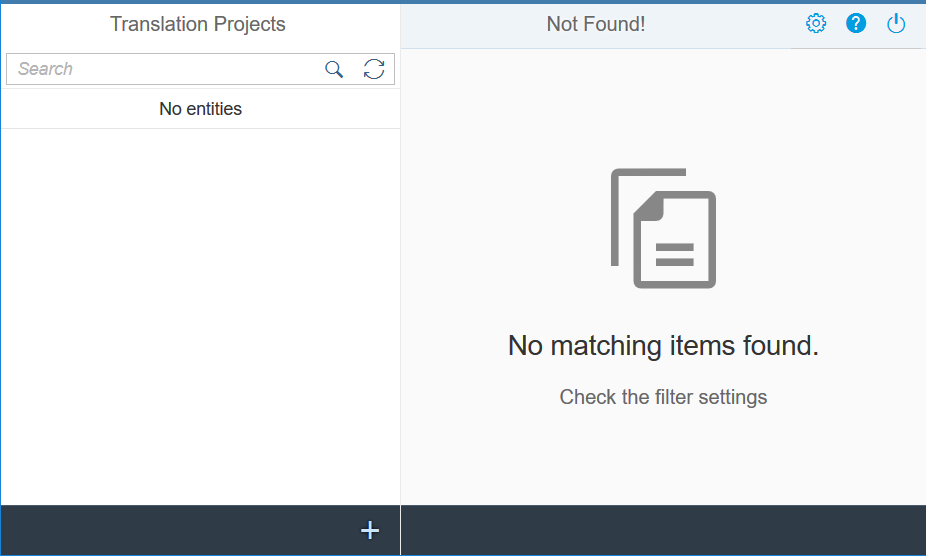 Translation Projects
Not Found!
?
Search
No entities
No matching items found.
Check the filter settings
+